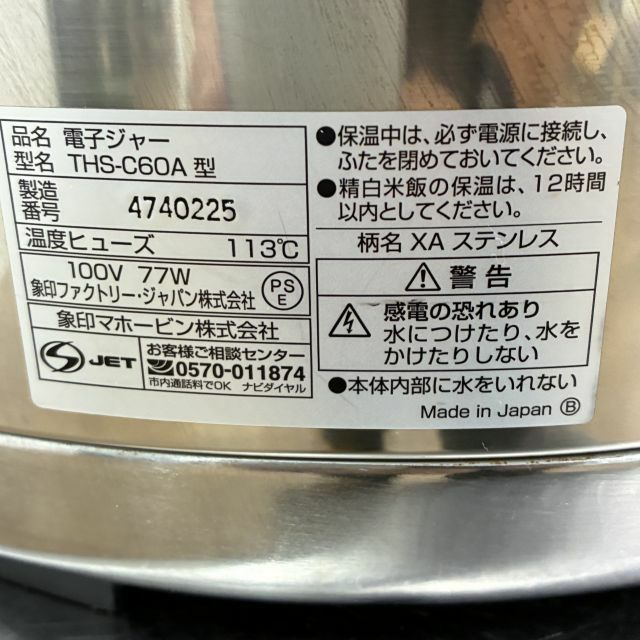 品名 電子ジャー
型名 THS-C60A 型
製造番号 4740225
温度ヒューズ 113℃
100V 77W
象印ファクトリー・ジャパン株式会社
PS
E
象印マホービン株式会社
S JET
お客様ご相談センター
0570-011874
市内通話料でOK ナビダイヤル
●保温中は、必ず電源に接続し、
ふたを閉めておいてください。
●精白米飯の保温は、12時間
以内としてください。
柄名 XA ステンレス
警告
感電の恐れあり
水につけたり、水を
かけたりしない
●本体内部に水をいれない
Made in Japan Ⓑ